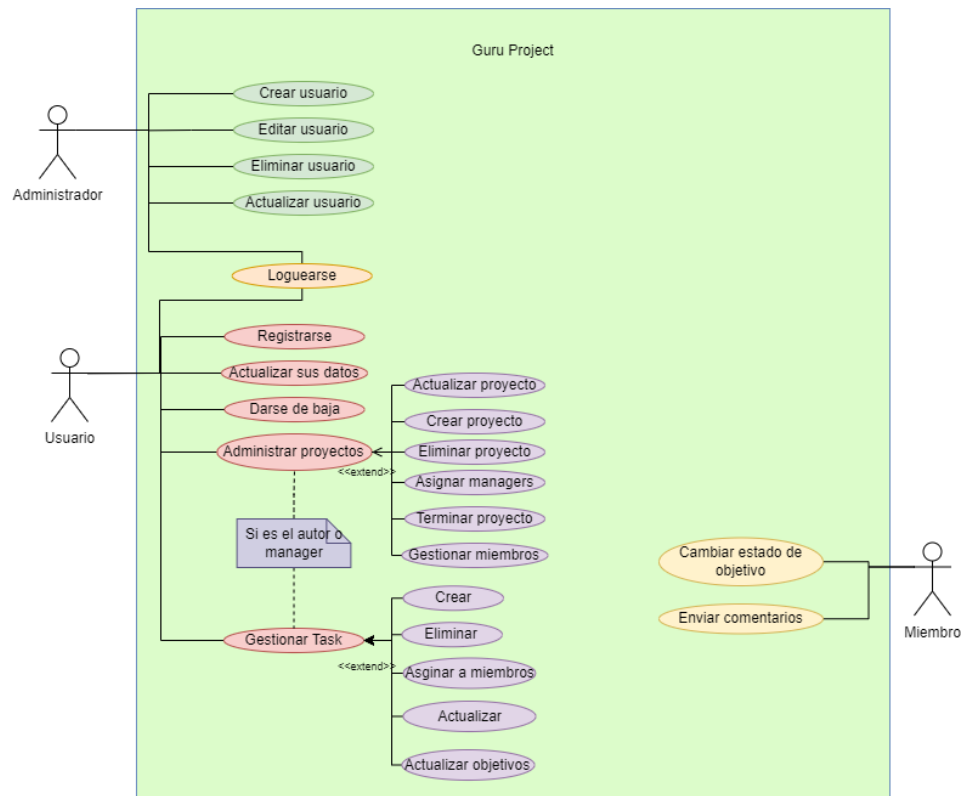 Guru Project
Crear usuario
Editar usuario
Eliminar usuario
Actualizar usuario
Administrador
Loguearse
Registrarse
Actualizar sus datos
Darse de baja
Administrar proyectos
Usuario
Actualizar proyecto
Crear proyecto
Eliminar proyecto
<<extend>>
Asignar managers
Terminar proyecto
Gestionar miembros
Si es el autor o
manager
Cambiar estado de
objetivo
Enviar comentarios
Miembro
Crear
Gestionar Task
Eliminar
<<extend>>
Asginar a miembros
Actualizar
Actualizar objetivos